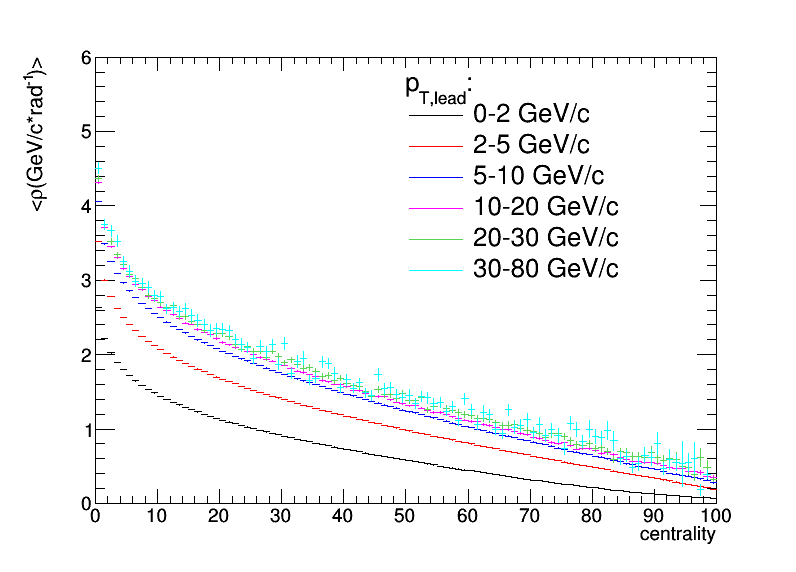 <ρ(GeV/c*rad⁻¹)>
6
5
4
3
2
1
0
p_T,lead:
0-2 GeV/c
2-5 GeV/c
5-10 GeV/c
10-20 GeV/c
20-30 GeV/c
30-80 GeV/c
0 10 20 30 40 50 60 70 80 90 100
centrality